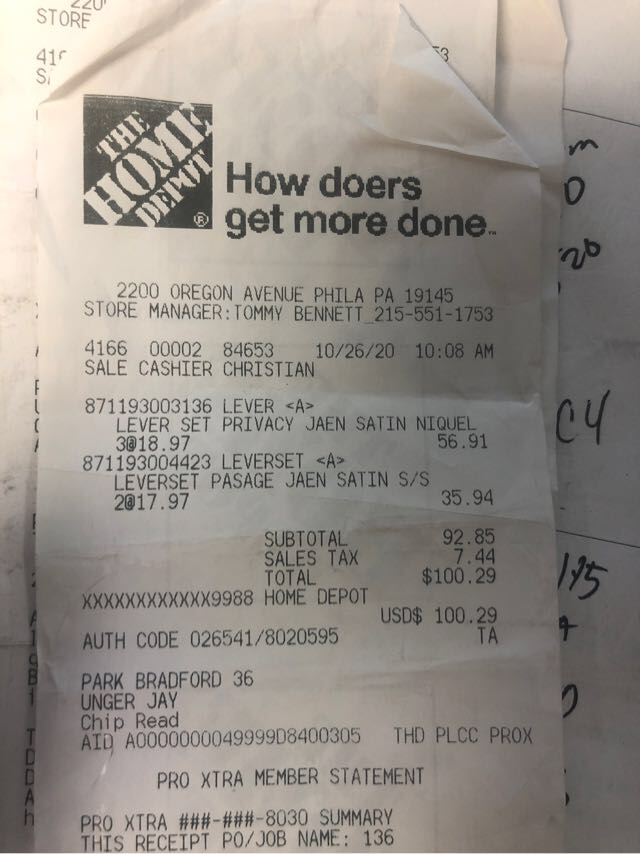 220
STORE
THE
HOME
DEPOT
®
How doers
get more done™
2200 OREGON AVENUE PHILA PA 19145
STORE MANAGER:TOMMY BENNETT 215-551-1753
4166 00002 84653 10/26/20 10:08 AM
SALE CASHIER CHRISTIAN
871193003136 LEVER <A>
LEVER SET PRIVACY JAEN SATIN NIQUEL
3@18.97 56.91
871193004423 LEVERSET <A>
LEVERSET PASAGE JAEN SATIN S/S
2@17.97 35.94
SUBTOTAL 92.85
SALES TAX 7.44
TOTAL $100.29
XXXXXXXXXXXX9988 HOME DEPOT
USD$ 100.29
AUTH CODE 026541/8020595 TA
PARK BRADFORD 36
UNGER JAY
Chip Read
AID A0000000049999D8400305 THD PLCC PROX
PRO XTRA MEMBER STATEMENT
PRO XTRA ###-###-8030 SUMMARY
THIS RECEIPT PO/JOB NAME: 136